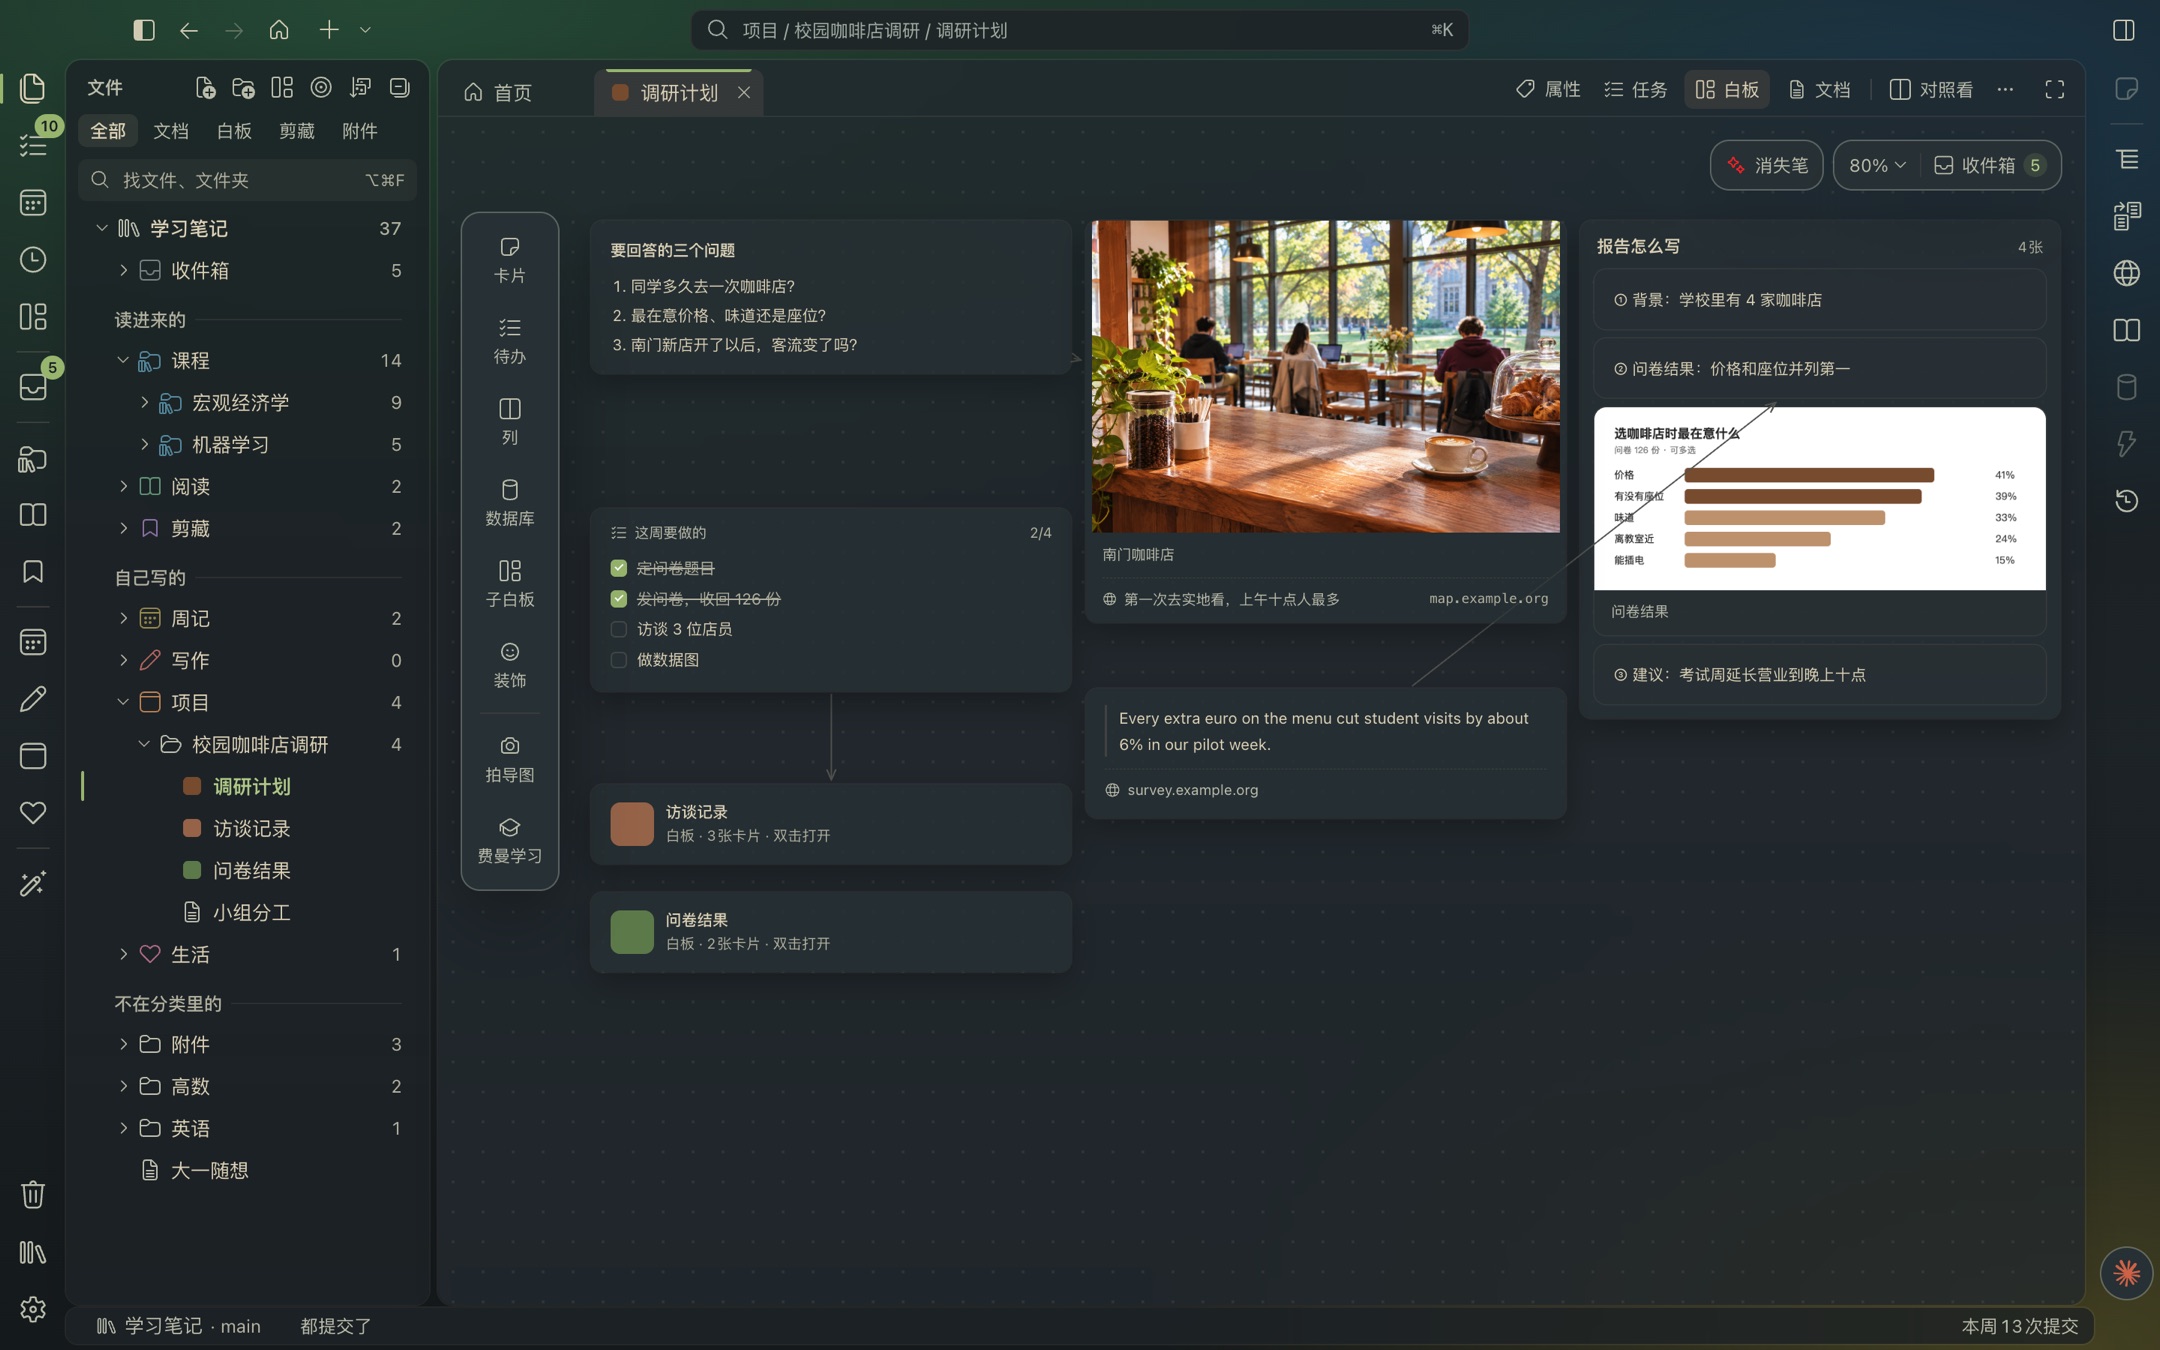 项目 / 校园咖啡店调研 / 调研计划
⌘K
文件
全部 文档 白板 剪藏 附件
找文件、文件夹 ⌥⌘F
学习笔记 37
收件箱 5
读进来的
课程 14
宏观经济学 9
机器学习 5
阅读 2
剪藏 2
自己写的
周记 2
写作 0
项目 4
校园咖啡店调研 4
调研计划
访谈记录
问卷结果
小组分工
生活 1
不在分类里的
附件 3
高数 2
英语 1
大一随想
10
5
首页
调研计划
属性 任务 白板 文档 对照看
消失笔 80% 收件箱 5
卡片
待办
列
数据库
子白板
装饰
拍导图
费曼学习
要回答的三个问题
1. 同学多久去一次咖啡店?
2. 最在意价格、味道还是座位?
3. 南门新店开了以后，客流变了吗?
这周要做的 2/4
定问卷题目
发问卷，收回 126 份
访谈 3 位店员
做数据图
访谈记录
白板 · 3张卡片 · 双击打开
问卷结果
白板 · 2张卡片 · 双击打开
南门咖啡店
第一次去实地看，上午十点人最多 map.example.org
Every extra euro on the menu cut student visits by about
6% in our pilot week.
survey.example.org
报告怎么写 4张
① 背景：学校里有 4 家咖啡店
② 问卷结果：价格和座位并列第一
选咖啡店时最在意什么
问卷 126 份 · 可多选
价格 41%
有没有座位 39%
味道 33%
离教室近 24%
能插电 15%
问卷结果
③ 建议：考试周延长营业到晚上十点
学习笔记 · main 都提交了
本周 13 次提交